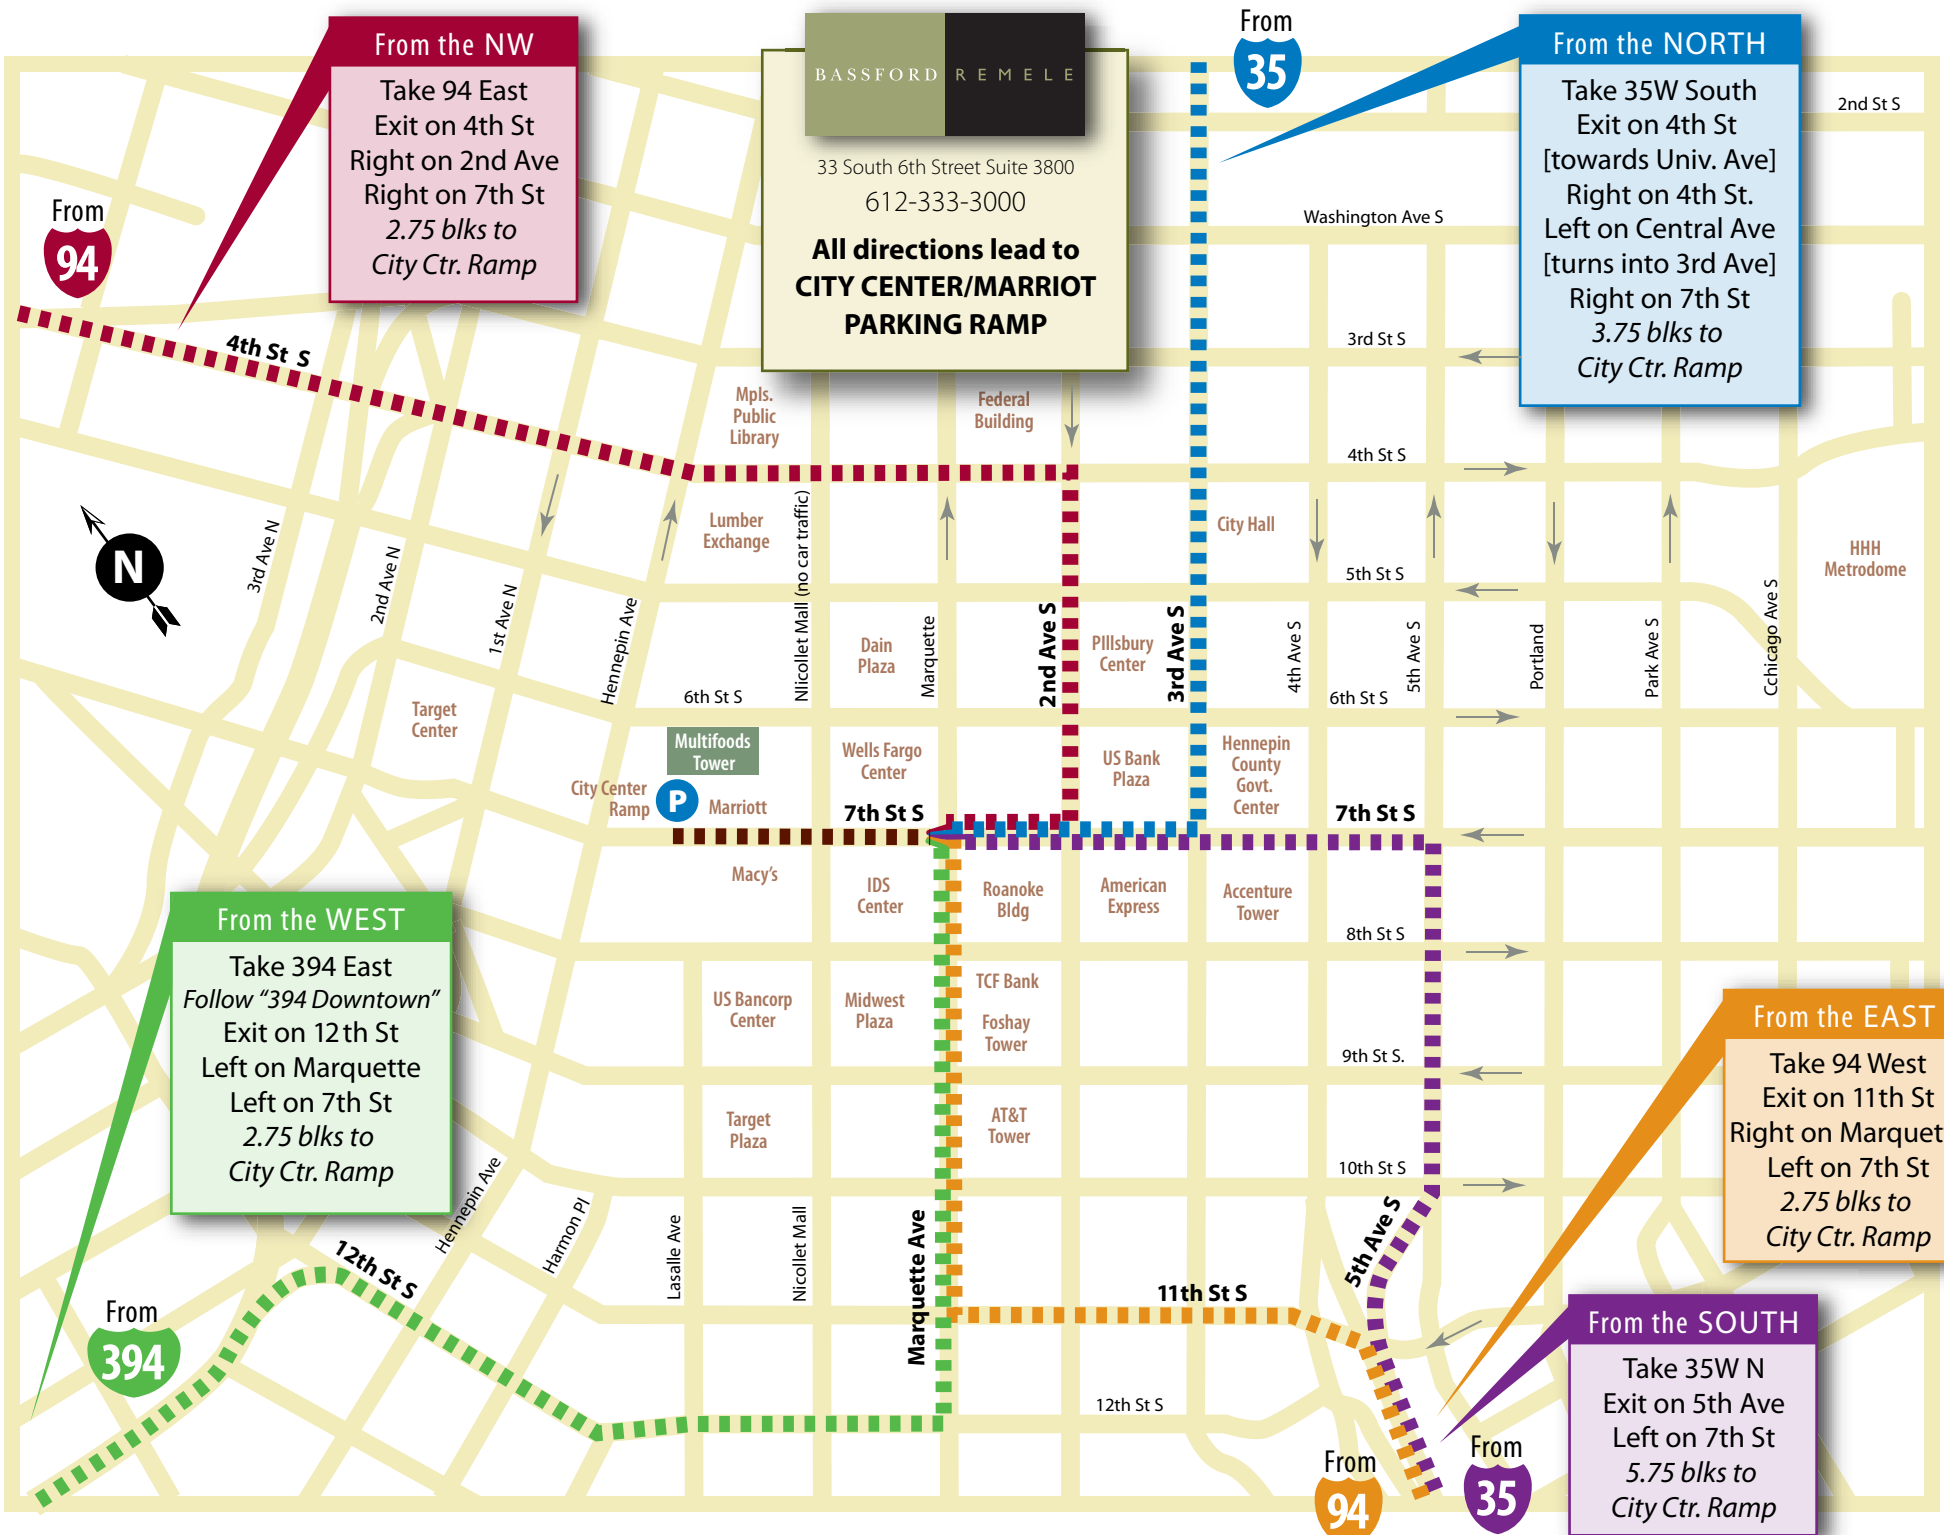 From the NW
Take 94 East
Exit on 4th St
Right on 2nd Ave
Right on 7th St
2.75 blks to
City Ctr. Ramp
From
94
BASSFORD REMELE
33 South 6th Street Suite 3800
612-333-3000
All directions lead to
CITY CENTER/MARRIOT
PARKING RAMP
From
35
From the NORTH
Take 35W South
Exit on 4th St
[towards Univ. Ave]
Right on 4th St.
Left on Central Ave
[turns into 3rd Ave]
Right on 7th St
3.75 blks to
City Ctr. Ramp
2nd St S
Washington Ave S
3rd St S
4th St S
4th St S
5th St S
6th St S
6th St S
7th St S
7th St S
8th St S
9th St S.
10th St S
11th St S
12th St S
12th St S
N
3rd Ave N
2nd Ave N
1st Ave N
Hennepin Ave
NIicollet Mall (no car traffic)
Marquette
2nd Ave S
3rd Ave S
4th Ave S
5th Ave S
Portland
Park Ave S
Cchicago Ave S
Mpls.
Public
Library
Federal
Building
Lumber
Exchange
City Hall
HHH
Metrodome
Dain
Plaza
PIllsbury
Center
Target
Center
Multifoods
Tower
Wells Fargo
Center
US Bank
Plaza
Hennepin
County
Govt.
Center
City Center
Ramp
P
Marriott
Macy's
IDS
Center
Roanoke
Bldg
American
Express
Accenture
Tower
US Bancorp
Center
Midwest
Plaza
TCF Bank
Foshay
Tower
Target
Plaza
AT&T
Tower
Hennepin Ave
Harmon Pl
Lasalle Ave
Nicollet Mall
Marquette Ave
5th Ave S
From the WEST
Take 394 East
Follow “394 Downtown”
Exit on 12th St
Left on Marquette
Left on 7th St
2.75 blks to
City Ctr. Ramp
From
394
From the EAST
Take 94 West
Exit on 11th St
Right on Marquet
Left on 7th St
2.75 blks to
City Ctr. Ramp
From
94
From the SOUTH
Take 35W N
Exit on 5th Ave
Left on 7th St
5.75 blks to
City Ctr. Ramp
From
35